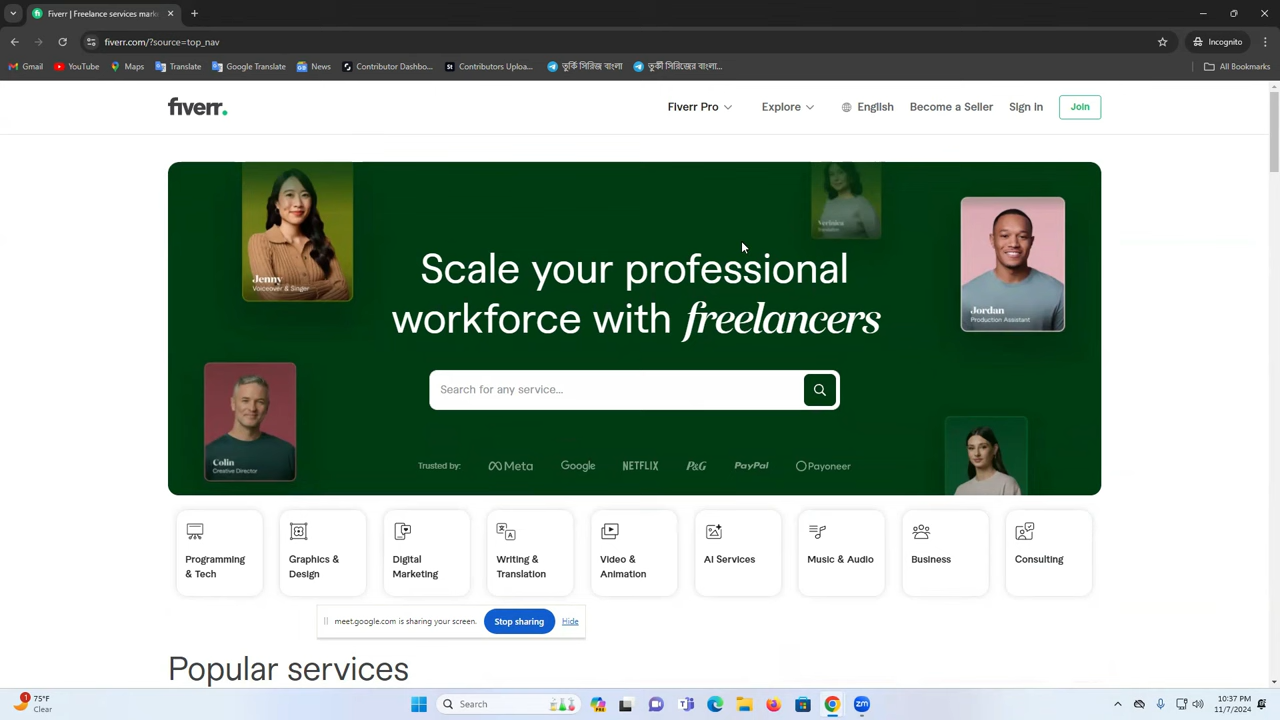 Fiverr | Freelance services mark
fiverr.com/?source=top_nav
Incognito
Gmail
YouTube
Maps
Translate
Google Translate
News
Contributor Dashbo...
Contributors Uploa...
তুর্কি সিরিজ বাংলা
তুর্কী সিরিজের বাংলা...
All Bookmarks
fiverr.
Fiverr Pro
Explore
English
Become a Seller
Sign in
Join
Scale your professional
workforce with freelancers
Jenny
Voiceover & Singer
Translation
Jordan
Production Assistant
Colin
Creative Director
Search for any service...
Trusted by:
Meta
Google
NETFLIX
P&G
PayPal
Payoneer
Programming
& Tech
Graphics &
Design
Digital
Marketing
Writing &
Translation
Video &
Animation
AI Services
Music & Audio
Business
Consulting
meet.google.com is sharing your screen.
Stop sharing
Hide
Popular services
1
75°F
Clear
Search
10:37 PM
11/7/2024